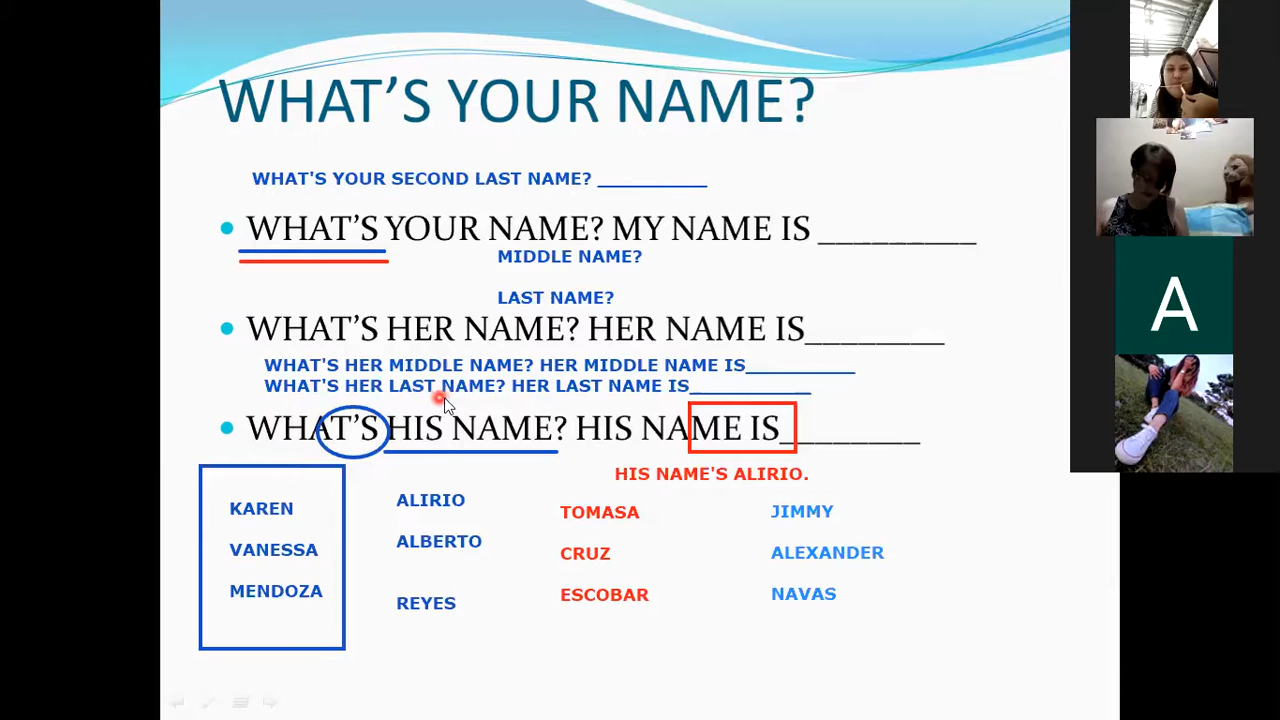 WHAT'S YOUR NAME?
WHAT'S YOUR SECOND LAST NAME? __________
• WHAT'S YOUR NAME? MY NAME IS _________
MIDDLE NAME?
LAST NAME?
• WHAT'S HER NAME? HER NAME IS________
WHAT'S HER MIDDLE NAME? HER MIDDLE NAME IS_________
WHAT'S HER LAST NAME? HER LAST NAME IS__________
• WHAT'S HIS NAME? HIS NAME IS________
HIS NAME'S ALIRIO.
KAREN
VANESSA
MENDOZA
ALIRIO
ALBERTO
REYES
TOMASA
CRUZ
ESCOBAR
JIMMY
ALEXANDER
NAVAS
A